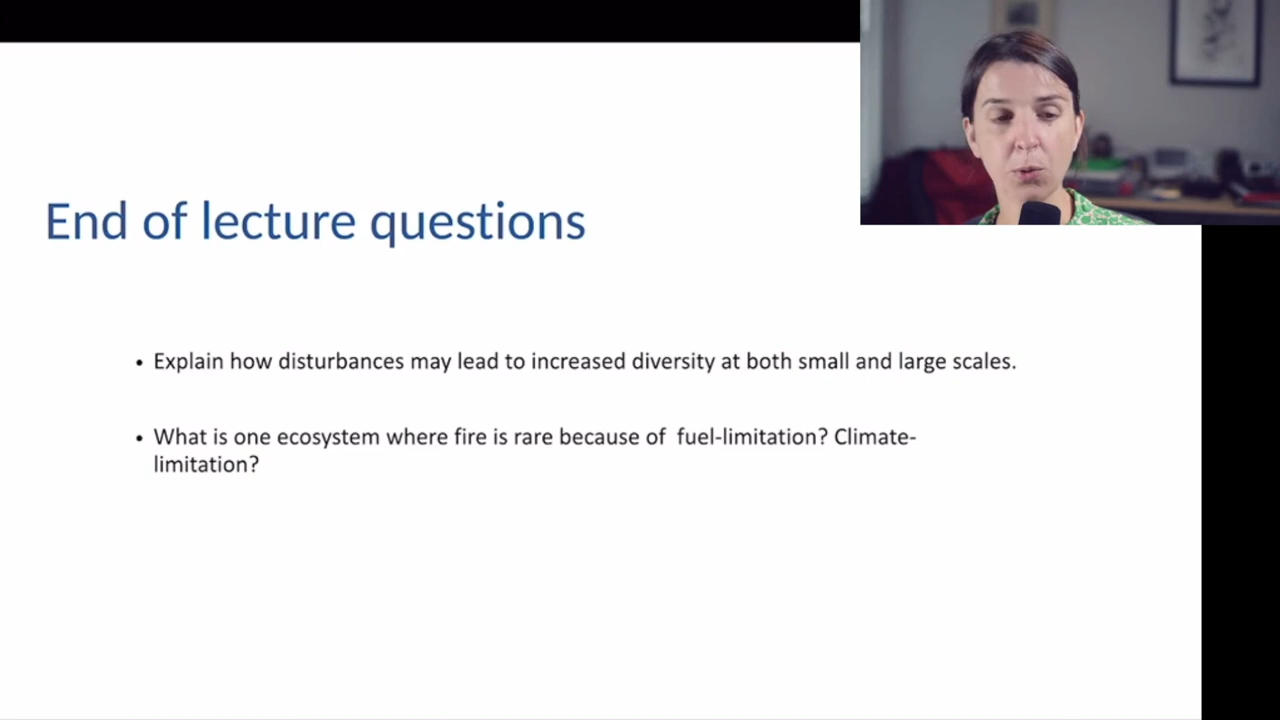 End of lecture questions
• Explain how disturbances may lead to increased diversity at both small and large scales.
• What is one ecosystem where fire is rare because of  fuel-limitation? Climate-
limitation?